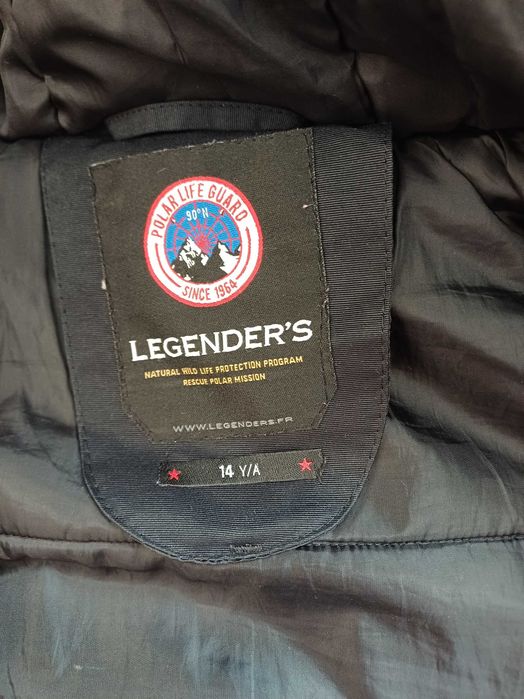 POLAR LIFE GUARD
90°N
SINCE 1964
LEGENDER'S
NATURAL WILD LIFE PROTECTION PROGRAM
RESCUE POLAR MISSION
WWW.LEGENDERS.FR
14 Y/A